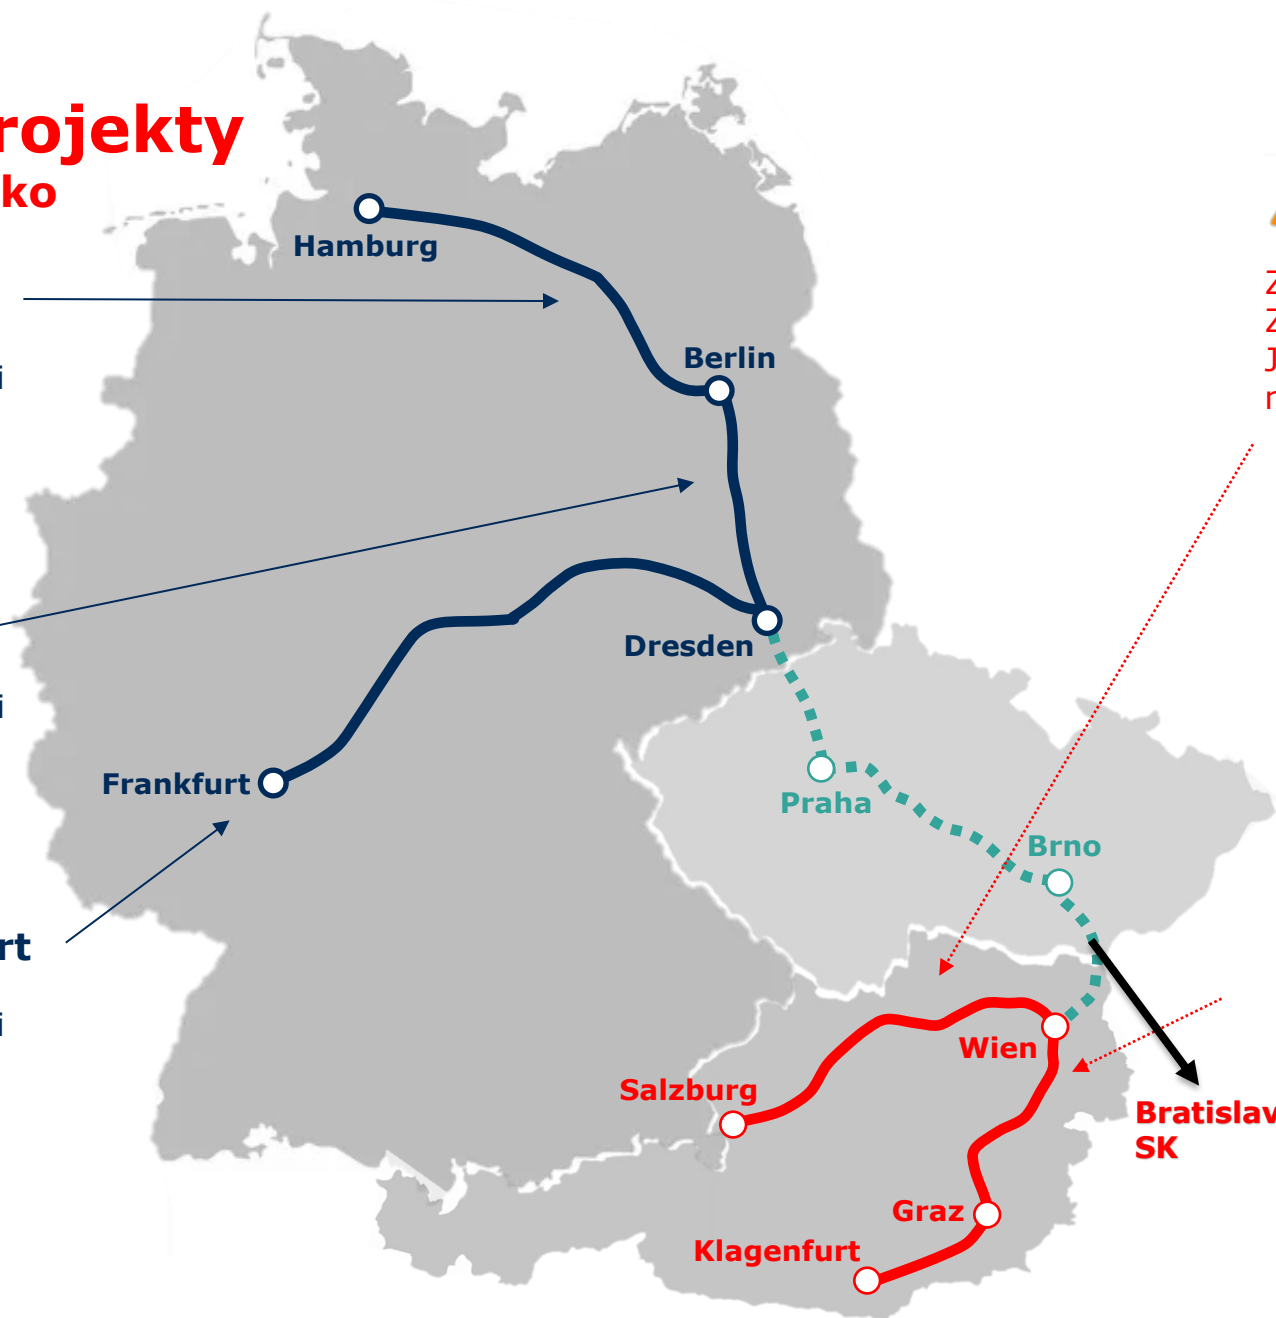 rojekty
ko
Hamburg
Z
Z
J
Berlin
i
Dresden
i
Frankfurt
Praha
Brno
rt
i
Wien
Salzburg
Bratislav
SK
Graz
Klagenfurt